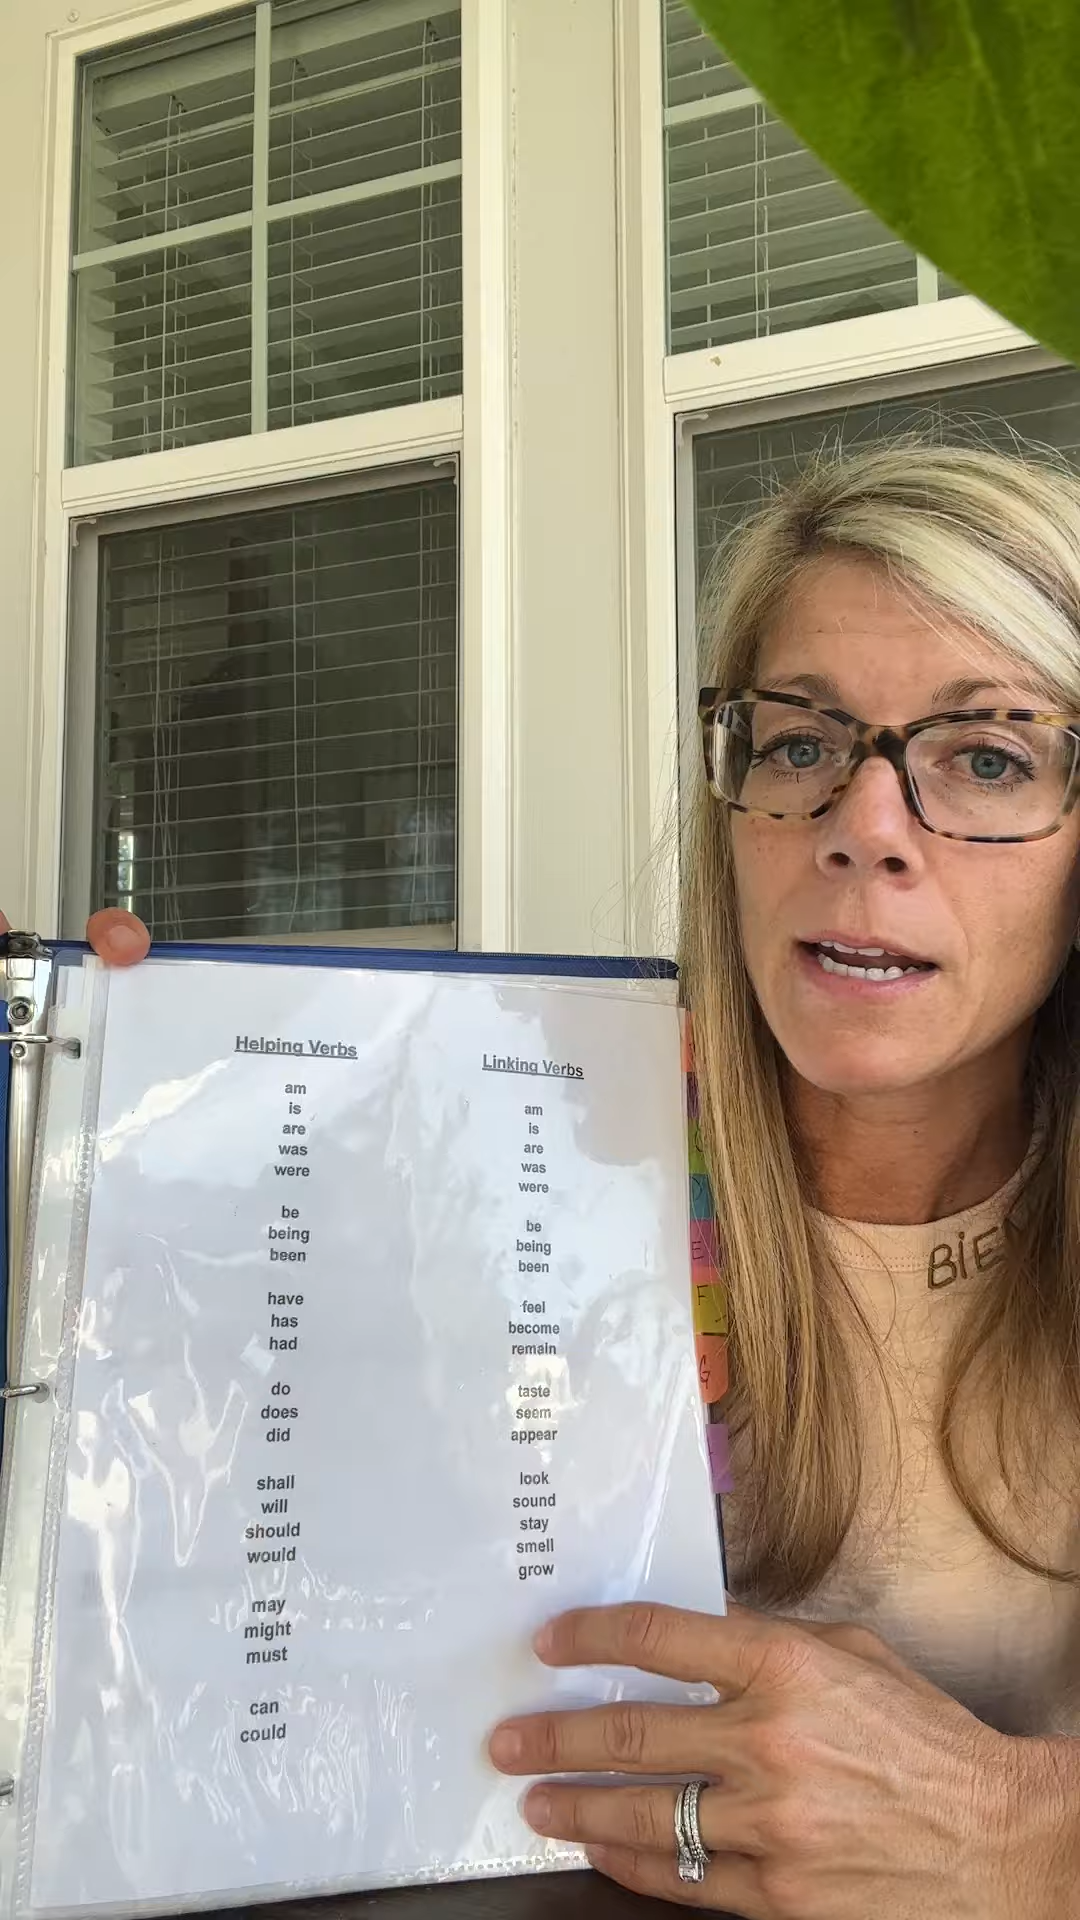 Helping Verbs
am
is
are
was
were
be
being
been
have
has
had
do
does
did
shall
will
should
would
may
might
must
can
could
Linking Verbs
am
is
are
was
were
be
being
been
feel
become
remain
taste
seem
appear
look
sound
stay
smell
grow
E
F
G